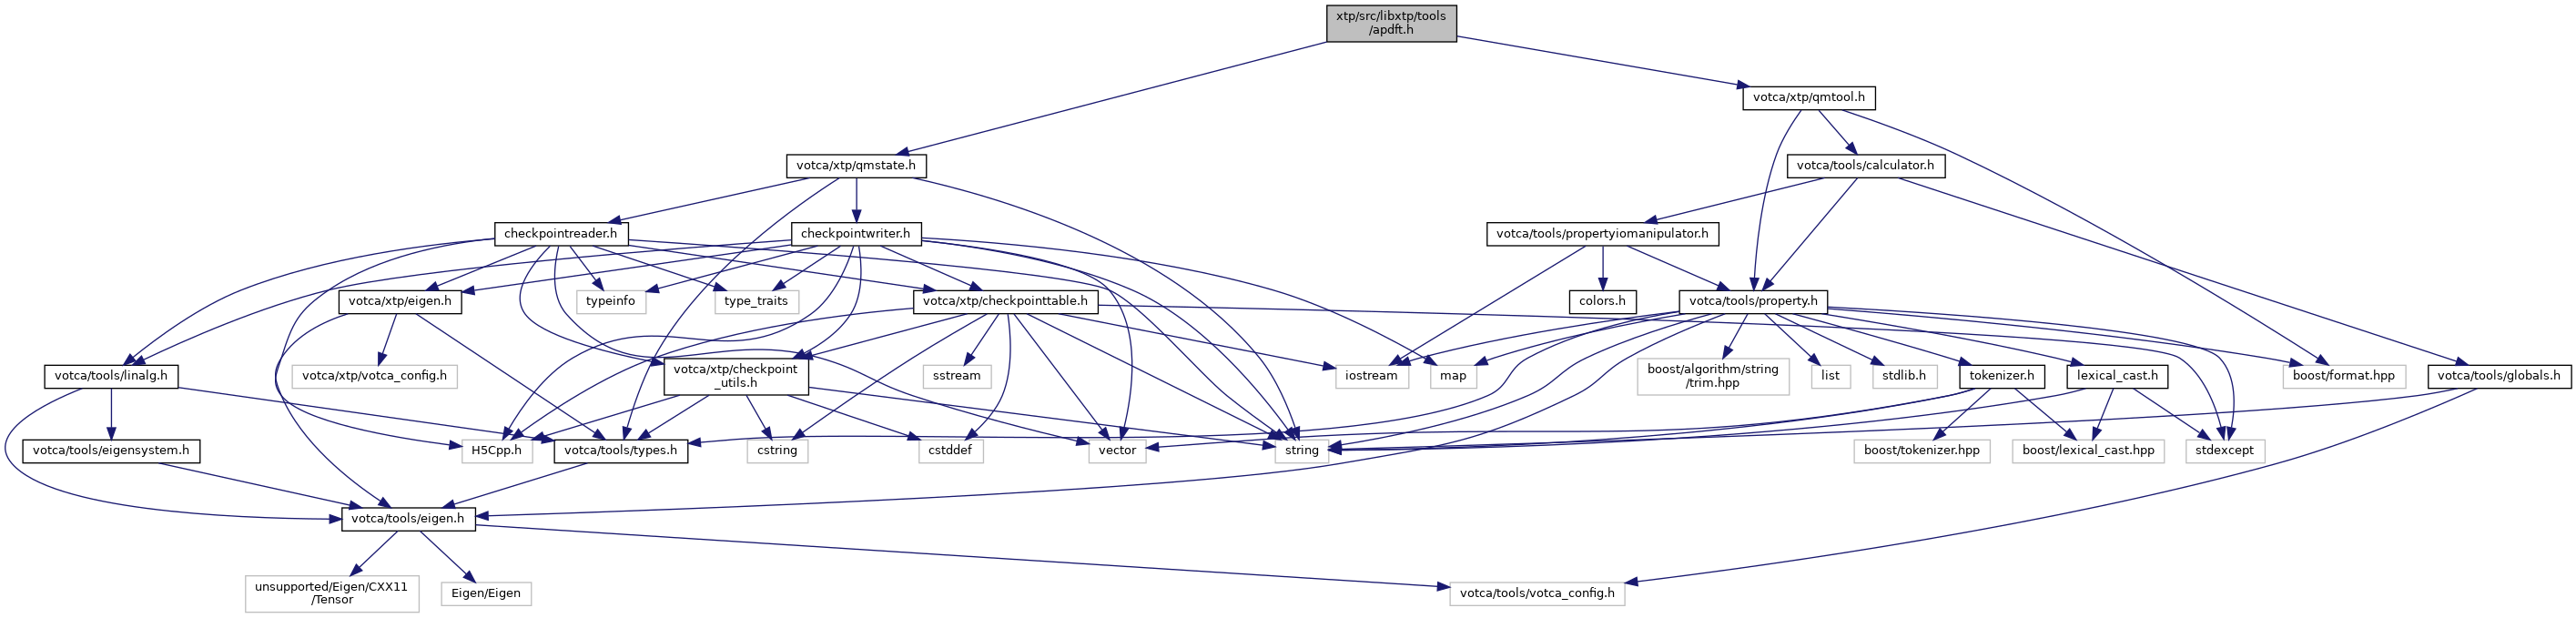 xtp/src/libxtp/tools
/apdft.h
votca/xtp/qmtool.h
votca/xtp/qmstate.h
votca/tools/calculator.h
checkpointreader.h
checkpointwriter.h
votca/tools/propertyiomanipulator.h
votca/xtp/eigen.h
typeinfo
type_traits
votca/xtp/checkpointtable.h
colors.h
votca/tools/property.h
votca/tools/linalg.h
votca/xtp/votca_config.h
votca/xtp/checkpoint
_utils.h
sstream
iostream
map
boost/algorithm/string
/trim.hpp
list
stdlib.h
tokenizer.h
lexical_cast.h
boost/format.hpp
votca/tools/globals.h
votca/tools/eigensystem.h
H5Cpp.h
votca/tools/types.h
cstring
cstddef
vector
string
boost/tokenizer.hpp
boost/lexical_cast.hpp
stdexcept
votca/tools/eigen.h
unsupported/Eigen/CXX11
/Tensor
Eigen/Eigen
votca/tools/votca_config.h